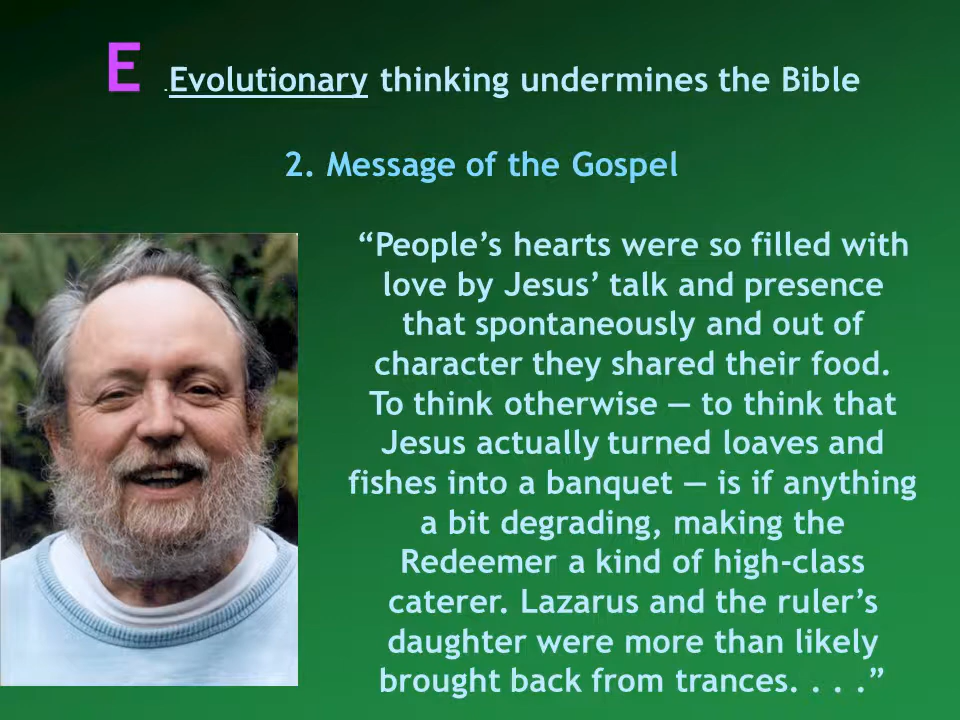 E .Evolutionary thinking undermines the Bible
2. Message of the Gospel
“People’s hearts were so filled with
love by Jesus’ talk and presence
that spontaneously and out of
character they shared their food.
To think otherwise — to think that
Jesus actually turned loaves and
fishes into a banquet — is if anything
a bit degrading, making the
Redeemer a kind of high-class
caterer. Lazarus and the ruler’s
daughter were more than likely
brought back from trances. . . .”